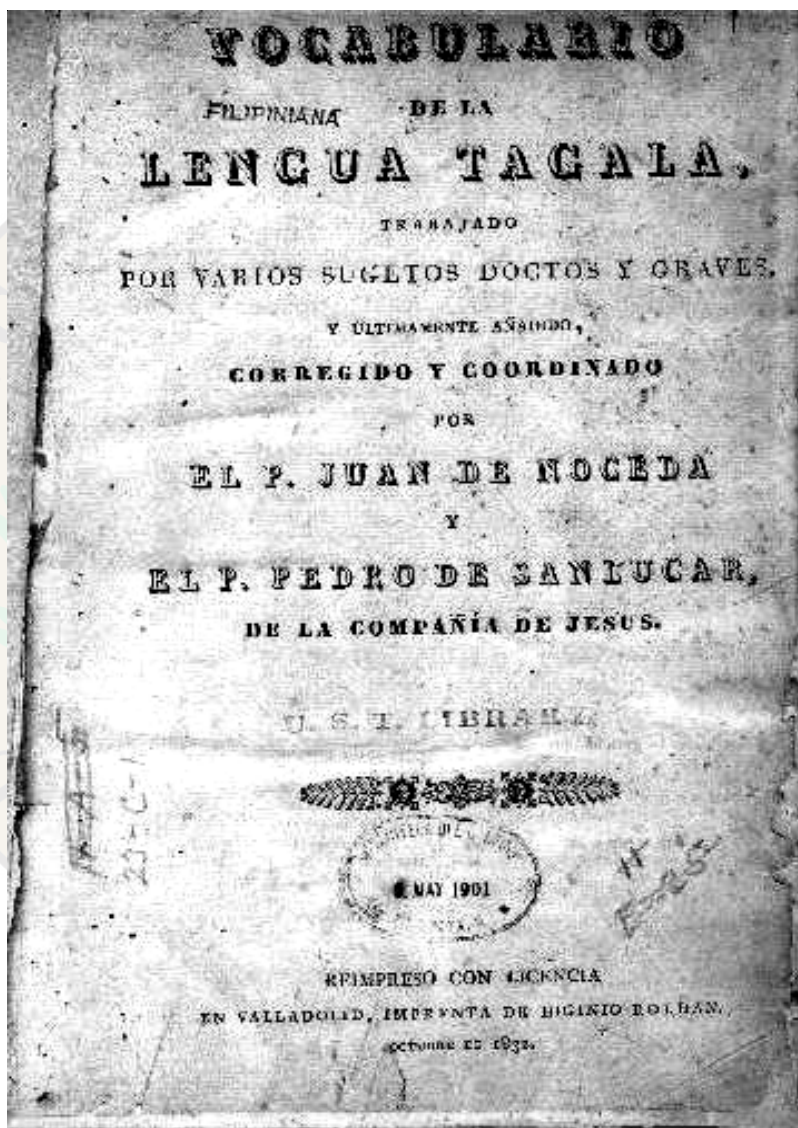 VOCABULARIO
FILIPINIANA
DE LA
LENGUA TAGALA,
TRABAJADO
POR VARIOS SUGETOS DOCTOS Y GRAVES,
Y ÚLTIMAMENTE AÑADIDO,
CORREGIDO Y COORDINADO
POR
EL P. JUAN DE NOCEDA
Y
EL P. PEDRO DE SANLUCAR,
DE LA COMPAÑÍA DE JESUS.
U. S. T. LIBRARY
MAY 1901
REIMPRESO CON LICENCIA
EN VALLADOLID, IMPRENTA DE HIGINIO ROLDAN.
OCTUBRE DE 1832.